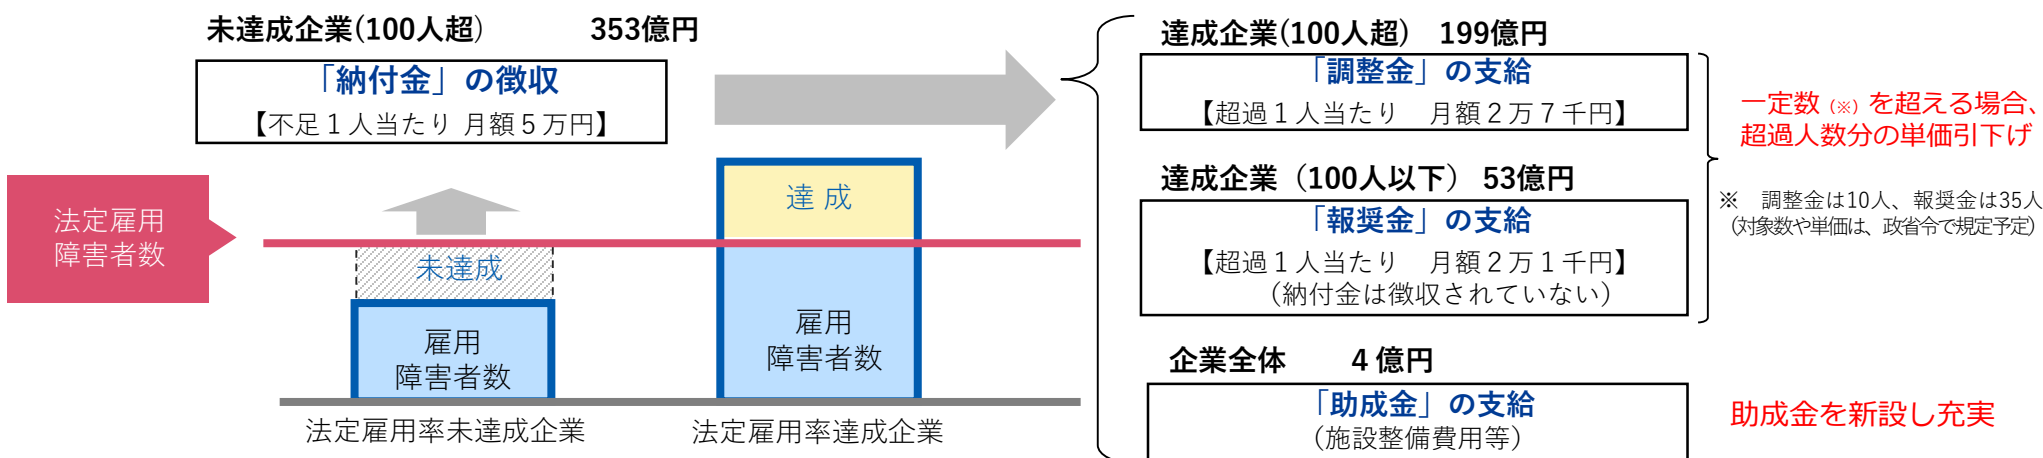 未達成企業(100人超) 353億円
「納付金」の徴収
【不足１人当たり 月額５万円】
法定雇用
障害者数
未達成
雇用
障害者数
達 成
雇用
障害者数
法定雇用率未達成企業
法定雇用率達成企業
達成企業(100人超) 199億円
「調整金」の支給
【超過１人当たり　月額２万７千円】
達成企業（100人以下） 53億円
「報奨金」の支給
【超過１人当たり　月額２万１千円】
（納付金は徴収されていない）
企業全体　４億円
「助成金」の支給
（施設整備費用等）
一定数（※）を超える場合、
超過人数分の単価引下げ
※　調整金は10人、報奨金は35人
（対象数や単価は、政省令で規定予定）
助成金を新設し充実